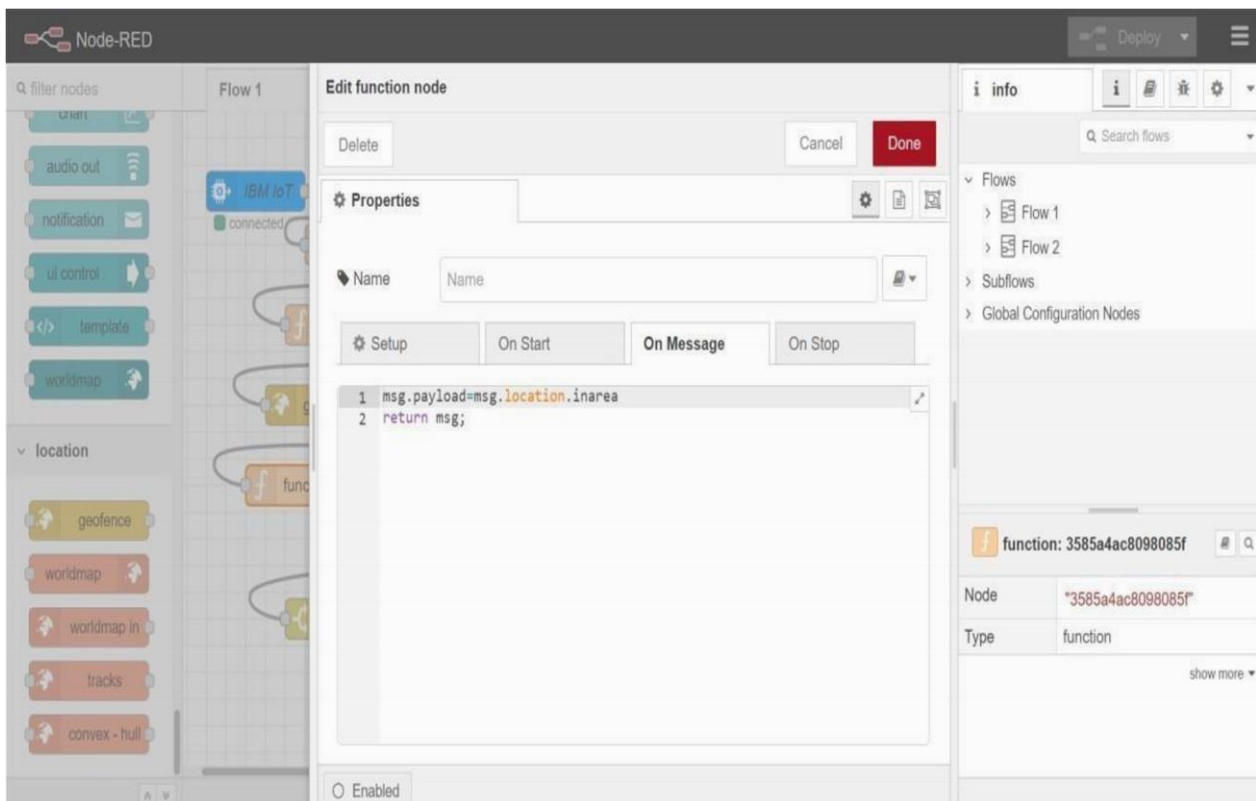 Node-RED
Deploy
filter nodes
chart
audio out
notification
ui control
template
worldmap
location
geofence
worldmap
worldmap in
tracks
convex - hull
Flow 1
IBM IoT
connected
func
Edit function node
Delete
Cancel
Done
Properties
Name
Name
Setup
On Start
On Message
On Stop
1 msg.payload=msg.location.inarea
2 return msg;
Enabled
i info
i
Search flows
Flows
Flow 1
Flow 2
Subflows
Global Configuration Nodes
function: 3585a4ac8098085f
Node "3585a4ac8098085f"
Type function
show more